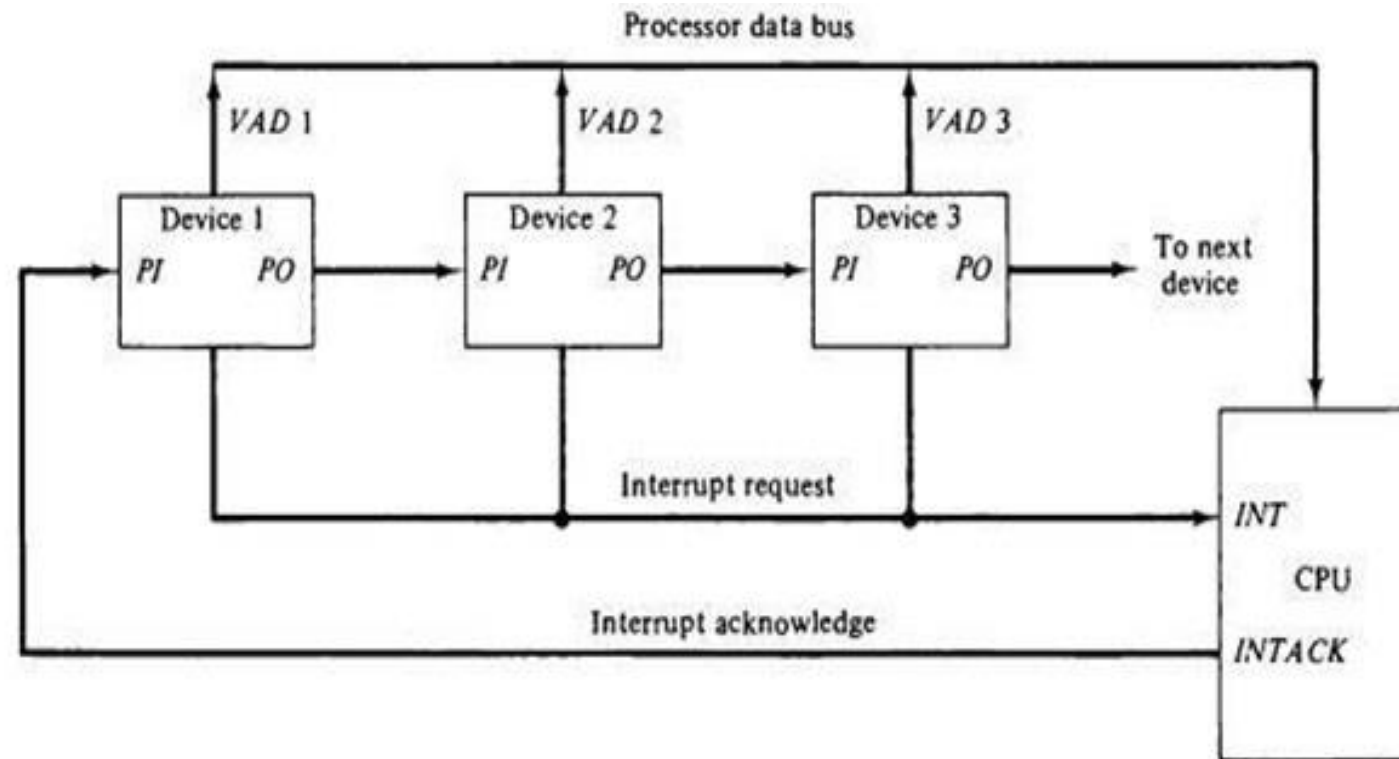 Processor data bus
VAD 1
VAD 2
VAD 3
Device 1
Device 2
Device 3
PI
PO
PI
PO
PI
PO
To next
device
Interrupt request
INT
CPU
Interrupt acknowledge
INTACK